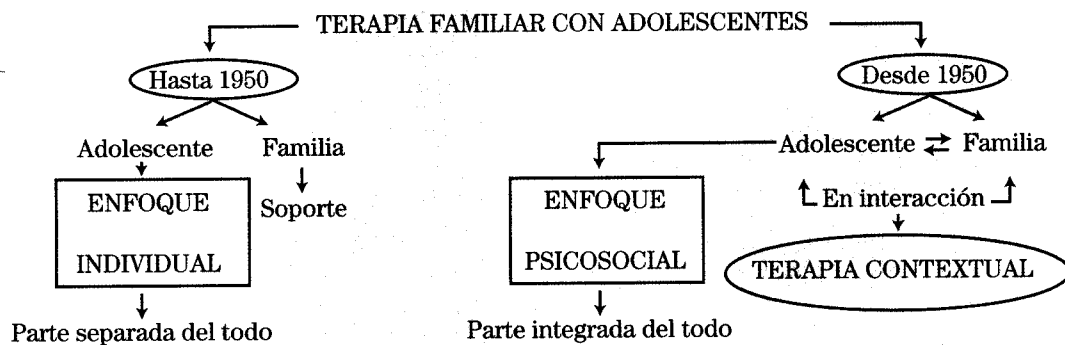 TERAPIA FAMILIAR CON ADOLESCENTES
Hasta 1950
Adolescente
Familia
ENFOQUE
INDIVIDUAL
Soporte
Parte separada del todo
Desde 1950
Adolescente
Familia
En interacción
ENFOQUE
PSICOSOCIAL
TERAPIA CONTEXTUAL
Parte integrada del todo